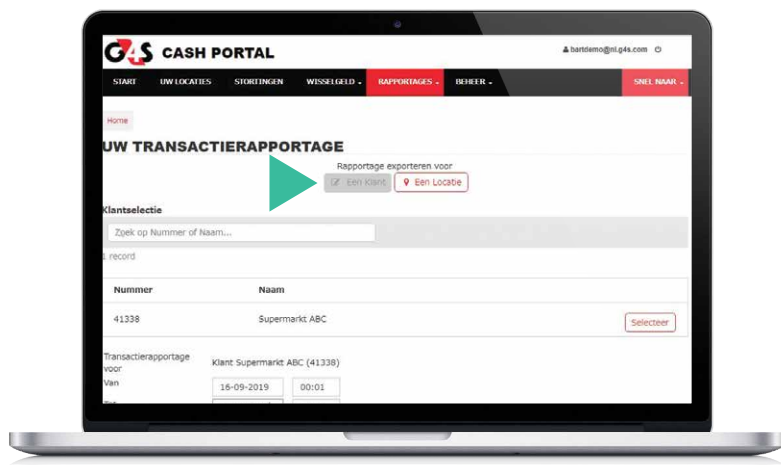 G4S CASH PORTAL
bartdemo@nl.g4s.com
START UW LOCATIES STORTINGEN WISSELGELD RAPPORTAGES BEHEER SNEL NAAR
Home
UW TRANSACTIERAPPORTAGE
Rapportage exporteren voor
Een Klant Een Locatie
Klantselectie
Zoek op Nummer of Naam...
1 record
Nummer Naam
41338 Supermarkt ABC Selecteer
Transactierapportage voor Klant Supermarkt ABC (41338)
Van 16-09-2019 00:01